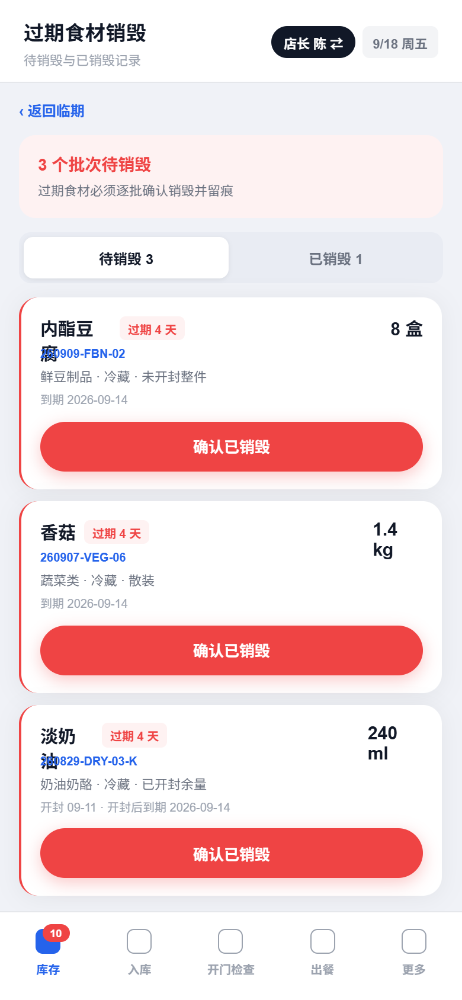 过期食材销毁
待销毁与已销毁记录
店长 陈 ⇄
9/18 周五
‹ 返回临期
3 个批次待销毁
过期食材必须逐批确认销毁并留痕
待销毁 3
已销毁 1
内酯豆
腐
过期 4 天
8 盒
260909-FBN-02
鲜豆制品 · 冷藏 · 未开封整件
到期 2026-09-14
确认已销毁
香菇
过期 4 天
1.4
kg
260907-VEG-06
蔬菜类 · 冷藏 · 散装
到期 2026-09-14
确认已销毁
淡奶
油
过期 4 天
240
ml
260829-DRY-03-K
奶油奶酪 · 冷藏 · 已开封余量
开封 09-11 · 开封后到期 2026-09-14
确认已销毁
10
库存
入库
开门检查
出餐
更多